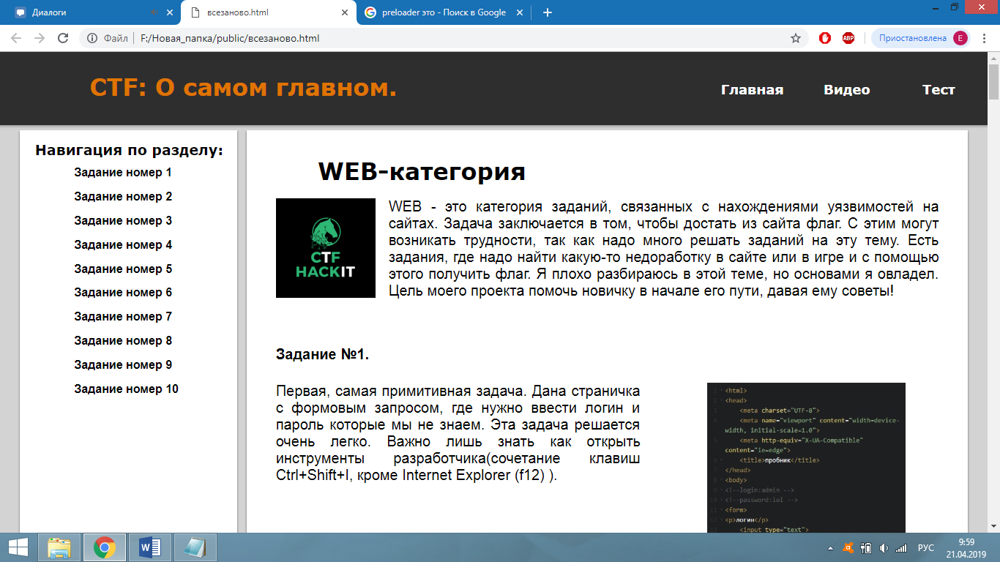 Диалоги
всезаново.html
preloader это - Поиск в Google
Файл
F:/Новая_папка/public/всезаново.html
ABP
Приостановлена
E
CTF: О самом главном.
Главная
Видео
Тест
Навигация по разделу:
Задание номер 1
Задание номер 2
Задание номер 3
Задание номер 4
Задание номер 5
Задание номер 6
Задание номер 7
Задание номер 8
Задание номер 9
Задание номер 10
WEB-категория
CTF
HACKIT
WEB - это категория заданий, связанных с нахождениями уязвимостей на
сайтах. Задача заключается в том, чтобы достать из сайта флаг. С этим могут
возникать трудности, так как надо много решать заданий на эту тему. Есть
задания, где надо найти какую-то недоработку в сайте или в игре и с помощью
этого получить флаг. Я плохо разбираюсь в этой теме, но основами я овладел.
Цель моего проекта помочь новичку в начале его пути, давая ему советы!
Задание №1.
Первая, самая примитивная задача. Дана страничка
с формовым запросом, где нужно ввести логин и
пароль которые мы не знаем. Эта задача решается
очень легко. Важно лишь знать как открыть
инструменты разработчика(сочетание клавиш
Ctrl+Shift+I, кроме Internet Explorer (f12) ).
1 <html>
2 <head>
3 <meta charset="UTF-8">
4 <meta name="viewport" content="width=device-
width, initial-scale=1.0">
5 <meta http-equiv="X-UA-Compatible"
content="ie=edge">
6 <title>пробник</title>
7 </head>
8 <body>
9 <!--login:admin -->
10 <!--password:lol -->
11 <form>
12 <p>логин</p>
13 <input type="text">
РУС
9:59
21.04.2019